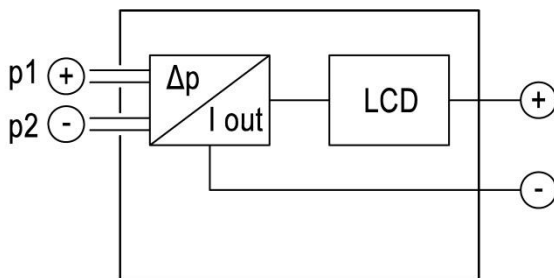 p1 + Δp LCD +
p2 - I out -